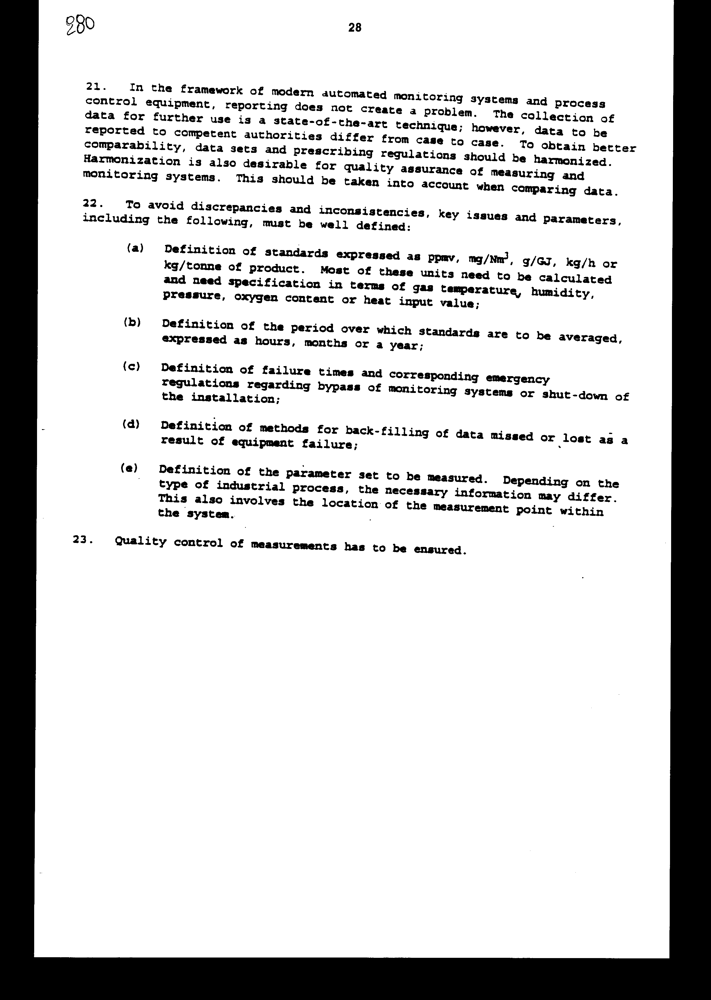 280
28
21. In the framework of modern automated monitoring systems and process
control equipment, reporting does not create a problem. The collection of
data for further use is a state-of-the-art technique; however, data to be
reported to competent authorities differ from case to case. To obtain better
comparability, data sets and prescribing regulations should be harmonized.
Harmonization is also desirable for quality assurance of measuring and
monitoring systems. This should be taken into account when comparing data.
22. To avoid discrepancies and inconsistencies, key issues and parameters,
including the following, must be well defined:
(a) Definition of standards expressed as ppmv, mg/Nm³, g/GJ, kg/h or
kg/tonne of product. Most of these units need to be calculated
and need specification in terms of gas temperature, humidity,
pressure, oxygen content or heat input value;
(b) Definition of the period over which standards are to be averaged,
expressed as hours, months or a year;
(c) Definition of failure times and corresponding emergency
regulations regarding bypass of monitoring systems or shut-down of
the installation;
(d) Definition of methods for back-filling of data missed or lost as a
result of equipment failure;
(e) Definition of the parameter set to be measured. Depending on the
type of industrial process, the necessary information may differ.
This also involves the location of the measurement point within
the system.
23. Quality control of measurements has to be ensured.